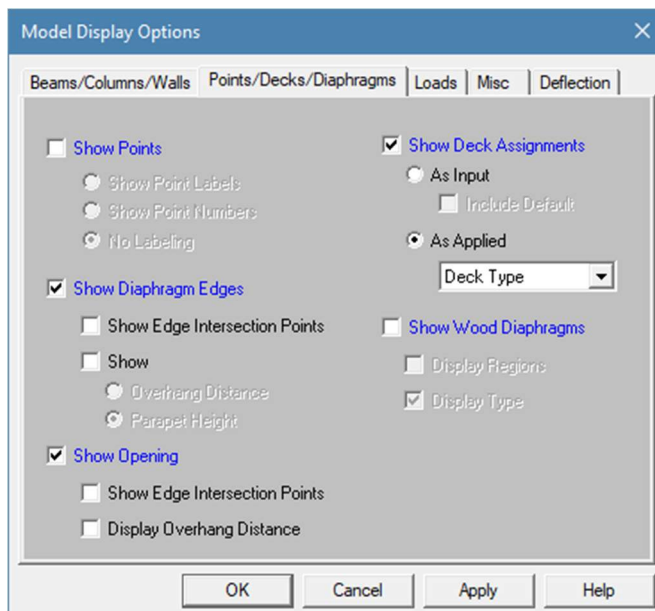 Model Display Options
Beams/Columns/Walls Points/Decks/Diaphragms Loads Misc Deflection
Show Points
Show Point Labels
Show Point Numbers
No Labeling
Show Diaphragm Edges
Show Edge Intersection Points
Show
Overhang Distance
Parapet Height
Show Opening
Show Edge Intersection Points
Display Overhang Distance
Show Deck Assignments
As Input
Include Default
As Applied
Deck Type
Show Wood Diaphragms
Display Regions
Display Type
OK Cancel Apply Help